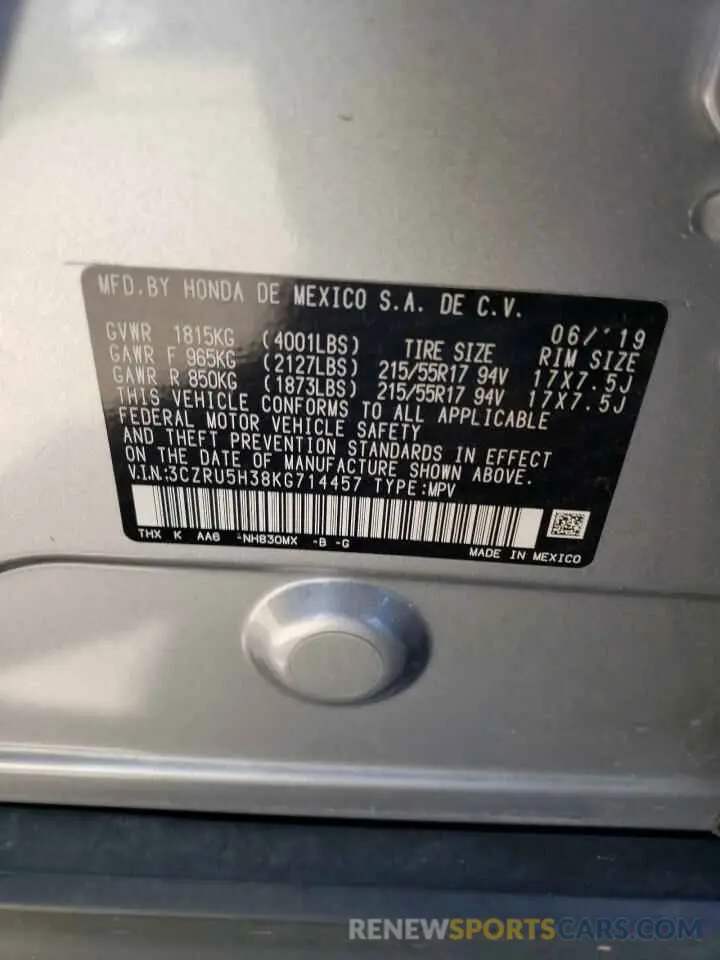 MFD.BY HONDA DE MEXICO S.A. DE C.V.
06/'19
GVWR 1815KG (4001LBS) TIRE SIZE RIM SIZE
GAWR F 965KG (2127LBS) 215/55R17 94V 17X7.5J
GAWR R 850KG (1873LBS) 215/55R17 94V 17X7.5J
THIS VEHICLE CONFORMS TO ALL APPLICABLE
FEDERAL MOTOR VEHICLE SAFETY
AND THEFT PREVENTION STANDARDS IN EFFECT
ON THE DATE OF MANUFACTURE SHOWN ABOVE.
V.I.N:3CZRU5H38KG714457 TYPE:MPV
THX K AA6 -NH830MX -B -G
MADE IN MEXICO
RENEWSPORTSCARS.COM